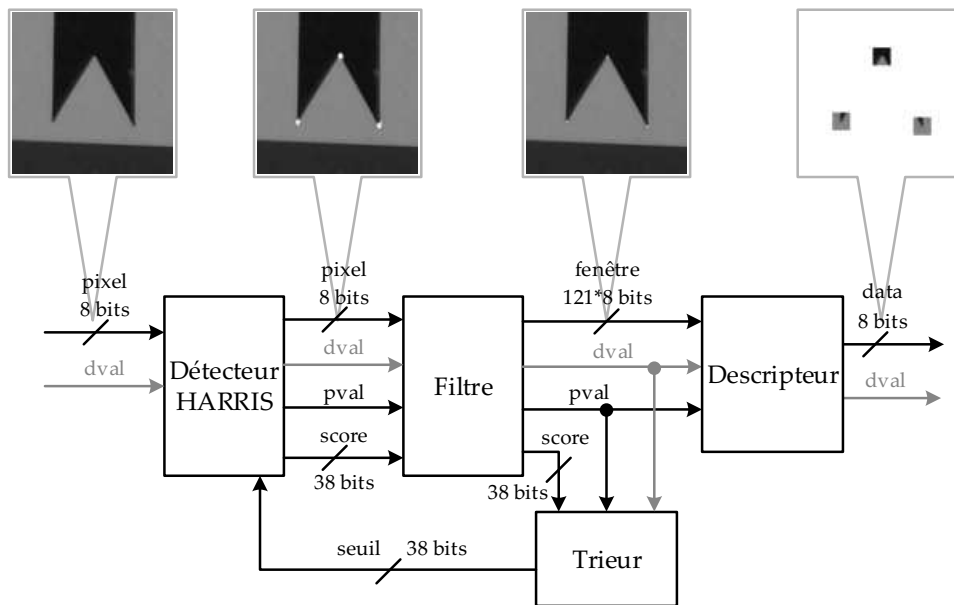 pixel
8 bits
dval
Détecteur
HARRIS
pixel
8 bits
dval
pval
score
38 bits
Filtre
fenêtre
121*8 bits
dval
pval
score
38 bits
Descripteur
data
8 bits
dval
seuil
38 bits
Trieur